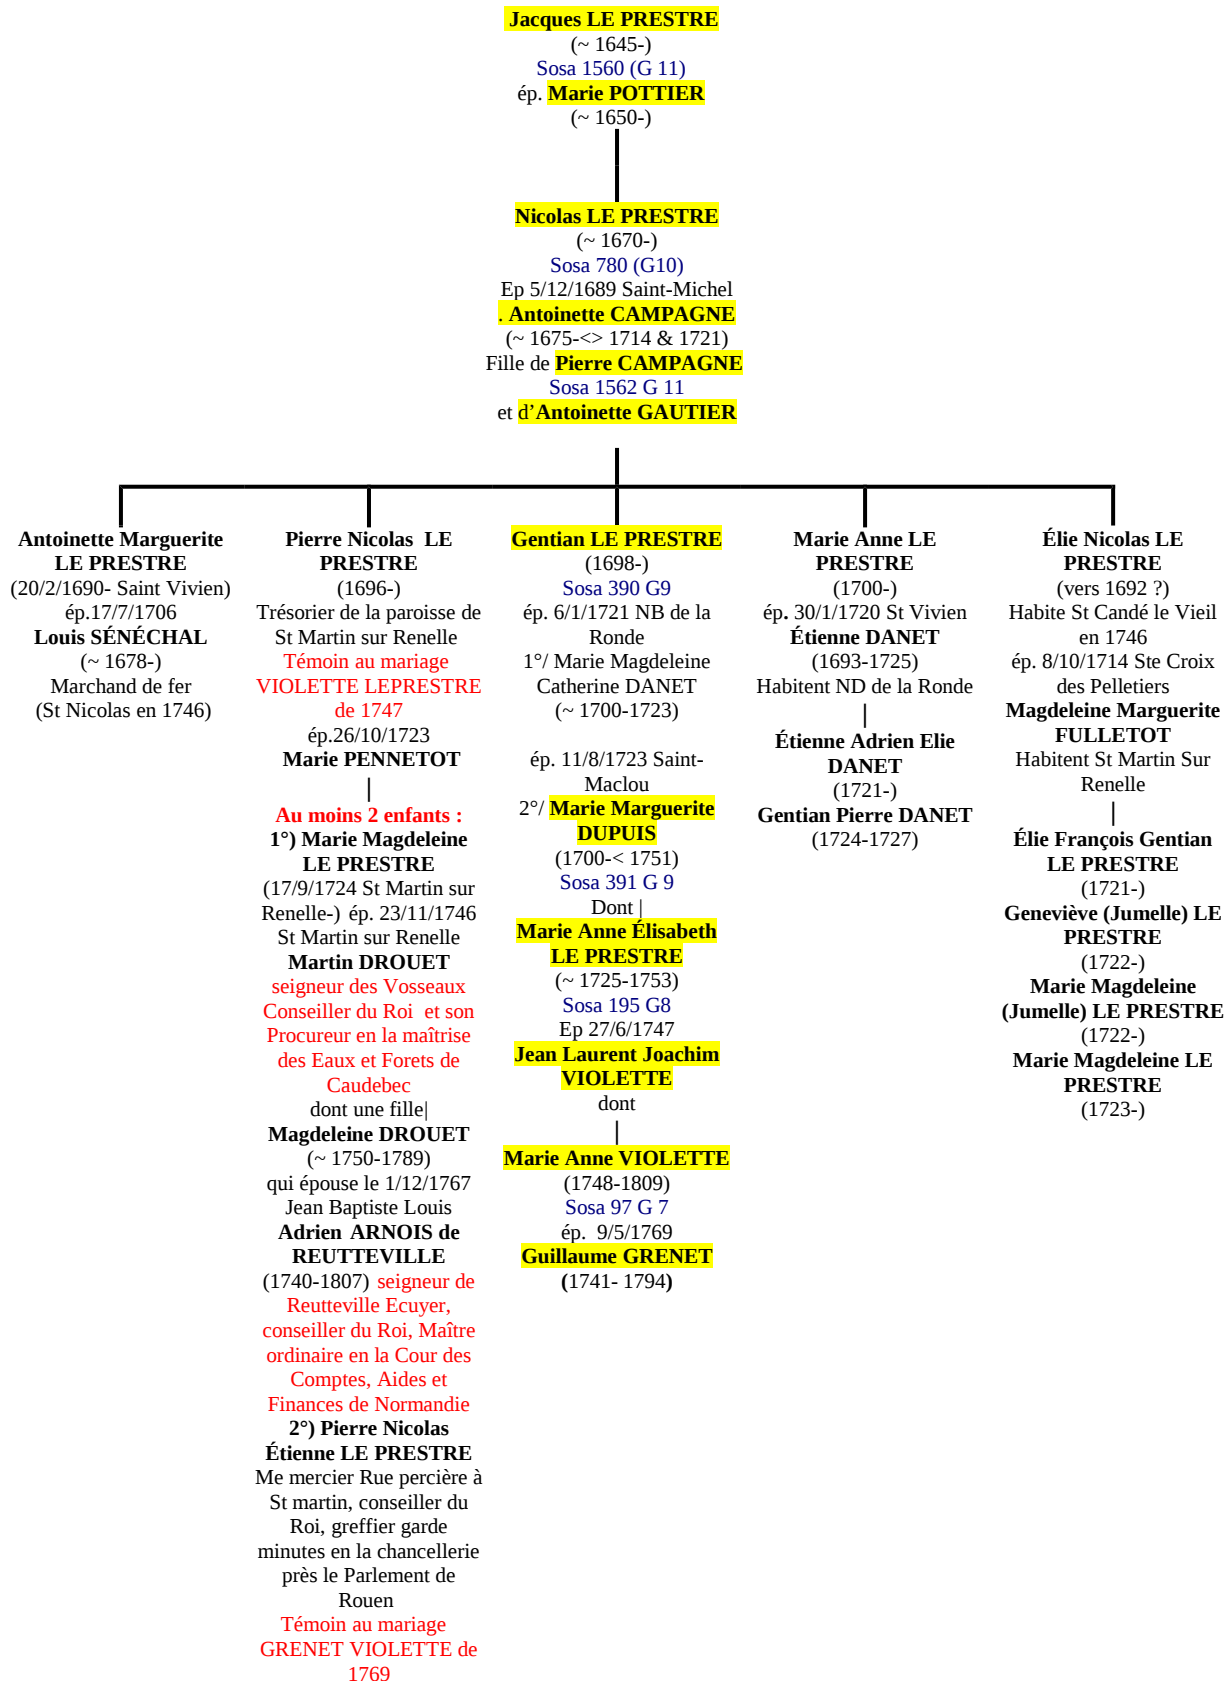 Jacques LE PRESTRE
(~ 1645-)
Sosa 1560 (G 11)
ép. Marie POTTIER
(~ 1650-)
Nicolas LE PRESTRE
(~ 1670-)
Sosa 780 (G10)
Ep 5/12/1689 Saint-Michel
. Antoinette CAMPAGNE
(~ 1675-<> 1714 & 1721)
Fille de Pierre CAMPAGNE
Sosa 1562 G 11
et d’Antoinette GAUTIER
Antoinette Marguerite
LE PRESTRE
(20/2/1690- Saint Vivien)
ép.17/7/1706
Louis SÉNÉCHAL
(~ 1678-)
Marchand de fer
(St Nicolas en 1746)
Pierre Nicolas LE
PRESTRE
(1696-)
Trésorier de la paroisse de
St Martin sur Renelle
Témoin au mariage
VIOLETTE LEPRESTRE
de 1747
ép.26/10/1723
Marie PENNETOT
|
Au moins 2 enfants :
1°) Marie Magdeleine
LE PRESTRE
(17/9/1724 St Martin sur
Renelle-) ép. 23/11/1746
St Martin sur Renelle
Martin DROUET
seigneur des Vosseaux
Conseiller du Roi et son
Procureur en la maîtrise
des Eaux et Forets de
Caudebec
dont une fille|
Magdeleine DROUET
(~ 1750-1789)
qui épouse le 1/12/1767
Jean Baptiste Louis
Adrien ARNOIS de
REUTTEVILLE
(1740-1807) seigneur de
Reutteville Ecuyer,
conseiller du Roi, Maître
ordinaire en la Cour des
Comptes, Aides et
Finances de Normandie
2°) Pierre Nicolas
Étienne LE PRESTRE
Me mercier Rue percière à
St martin, conseiller du
Roi, greffier garde
minutes en la chancellerie
près le Parlement de
Rouen
Témoin au mariage
GRENET VIOLETTE de
1769
Gentian LE PRESTRE
(1698-)
Sosa 390 G9
ép. 6/1/1721 NB de la
Ronde
1°/ Marie Magdeleine
Catherine DANET
(~ 1700-1723)
ép. 11/8/1723 Saint-
Maclou
2°/ Marie Marguerite
DUPUIS
(1700-< 1751)
Sosa 391 G 9
Dont |
Marie Anne Élisabeth
LE PRESTRE
(~ 1725-1753)
Sosa 195 G8
Ep 27/6/1747
Jean Laurent Joachim
VIOLETTE
dont
|
Marie Anne VIOLETTE
(1748-1809)
Sosa 97 G 7
ép. 9/5/1769
Guillaume GRENET
(1741- 1794)
Marie Anne LE
PRESTRE
(1700-)
ép. 30/1/1720 St Vivien
Étienne DANET
(1693-1725)
Habitent ND de la Ronde
|
Étienne Adrien Elie
DANET
(1721-)
Gentian Pierre DANET
(1724-1727)
Élie Nicolas LE
PRESTRE
(vers 1692 ?)
Habite St Candé le Vieil
en 1746
ép. 8/10/1714 Ste Croix
des Pelletiers
Magdeleine Marguerite
FULLETOT
Habitent St Martin Sur
Renelle
|
Élie François Gentian
LE PRESTRE
(1721-)
Geneviève (Jumelle) LE
PRESTRE
(1722-)
Marie Magdeleine
(Jumelle) LE PRESTRE
(1722-)
Marie Magdeleine LE
PRESTRE
(1723-)